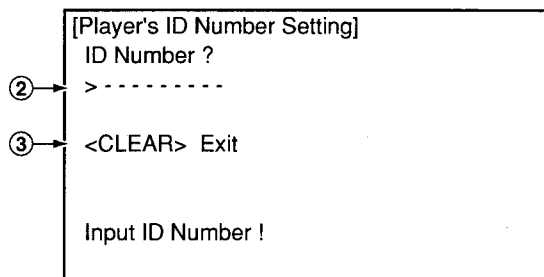 [Player's ID Number Setting]
ID Number ?
② > - - - - - - - - -
③ <CLEAR> Exit
Input ID Number !